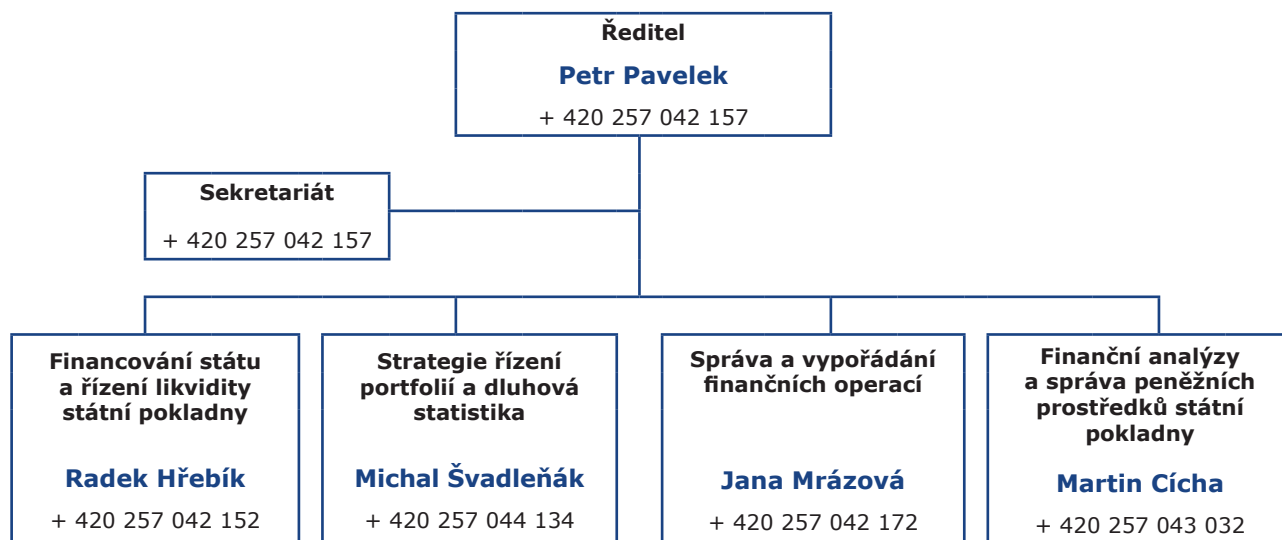 Ředitel
Petr Pavelek
+ 420 257 042 157
Sekretariát
+ 420 257 042 157
Financování státu
a řízení likvidity
státní pokladny
Radek Hřebík
+ 420 257 042 152
Strategie řízení
portfolií a dluhová
statistika
Michal Švadleňák
+ 420 257 044 134
Správa a vypořádání
finančních operací
Jana Mrázová
+ 420 257 042 172
Finanční analýzy
a správa peněžních
prostředků státní
pokladny
Martin Cícha
+ 420 257 043 032